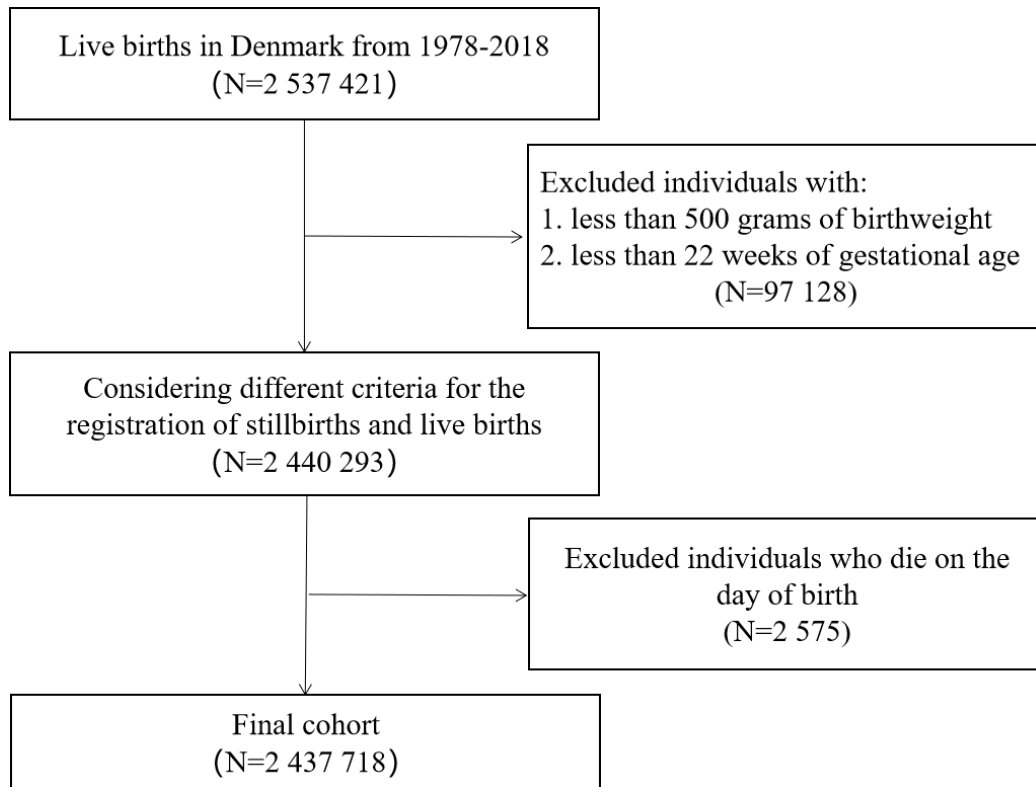 Live births in Denmark from 1978-2018
(N=2 537 421)
Excluded individuals with:
1. less than 500 grams of birthweight
2. less than 22 weeks of gestational age
(N=97 128)
Considering different criteria for the
registration of stillbirths and live births
(N=2 440 293)
Excluded individuals who die on the
day of birth
(N=2 575)
Final cohort
(N=2 437 718)